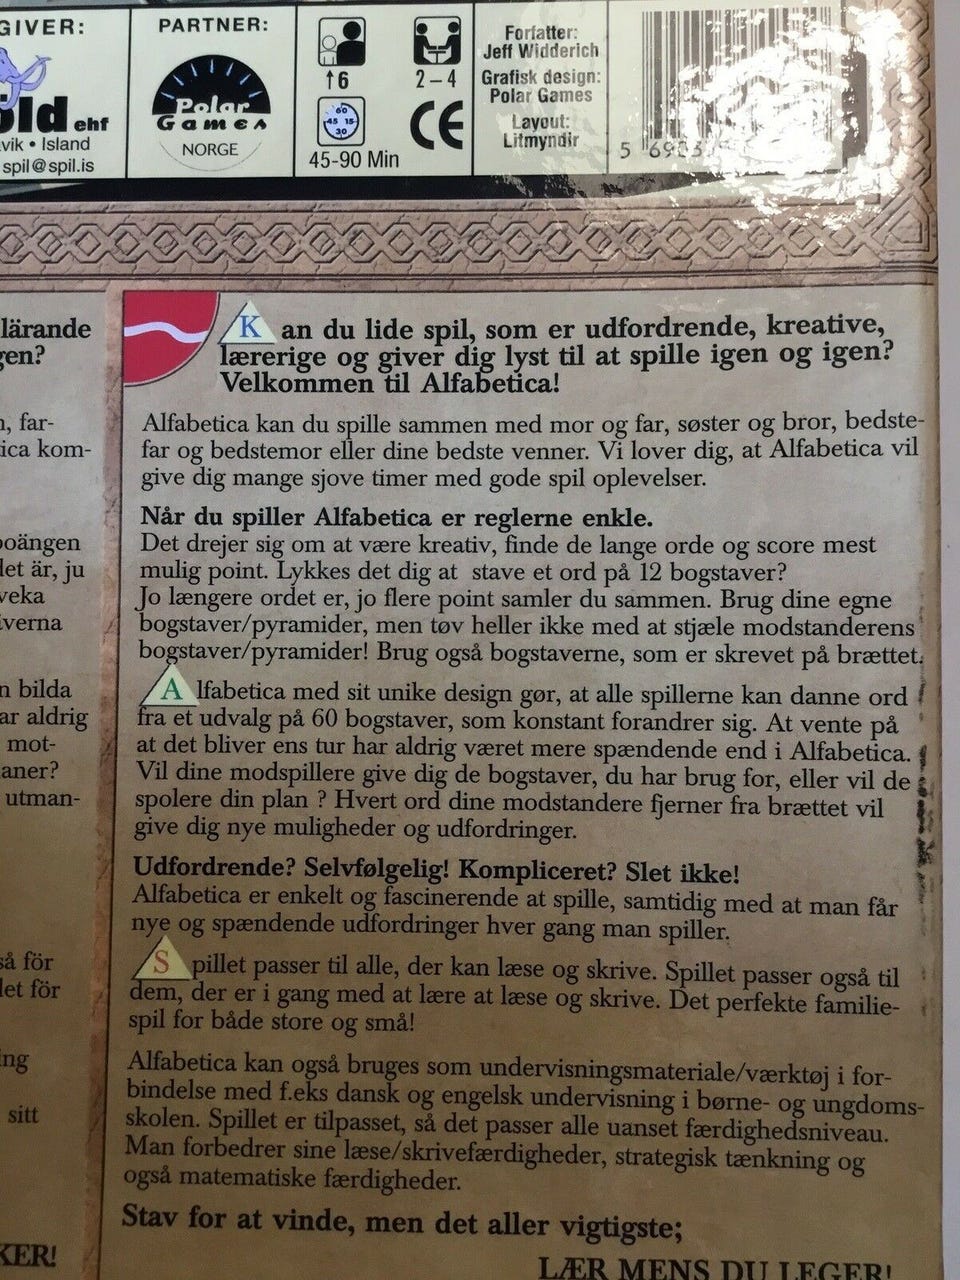 GIVER:
ehf
vik • Island
spil@spil.is
PARTNER:
Polar
Games
NORGE
↑6
2–4
60
45 15
30
CE
45-90 Min
Forfatter:
Jeff Widderich
Grafisk design:
Polar Games
Layout:
Litmyndir
5
lärande
gen?
, far-
ica kom-
poängen
let är, ju
veka
iverna
n bilda
ar aldrig
mot-
aner?
utman-
så för
let för
ing
sitt
KER!
Kan du lide spil, som er udfordrende, kreative,
lærerige og giver dig lyst til at spille igen og igen?
Velkommen til Alfabetica!
Alfabetica kan du spille sammen med mor og far, søster og bror, bedste-
far og bedstemor eller dine bedste venner. Vi lover dig, at Alfabetica vil
give dig mange sjove timer med gode spil oplevelser.
Når du spiller Alfabetica er reglerne enkle.
Det drejer sig om at være kreativ, finde de lange orde og score mest
mulig point. Lykkes det dig at stave et ord på 12 bogstaver?
Jo længere ordet er, jo flere point samler du sammen. Brug dine egne
bogstaver/pyramider, men tøv heller ikke med at stjæle modstanderens
bogstaver/pyramider! Brug også bogstaverne, som er skrevet på brættet.
Alfabetica med sit unike design gør, at alle spillerne kan danne ord
fra et udvalg på 60 bogstaver, som konstant forandrer sig. At vente på
at det bliver ens tur har aldrig været mere spændende end i Alfabetica.
Vil dine modspillere give dig de bogstaver, du har brug for, eller vil de
spolere din plan ? Hvert ord dine modstandere fjerner fra brættet vil
give dig nye muligheder og udfordringer.
Udfordrende? Selvfølgelig! Kompliceret? Slet ikke!
Alfabetica er enkelt og fascinerende at spille, samtidig med at man får
nye og spændende udfordringer hver gang man spiller.
Spillet passer til alle, der kan læse og skrive. Spillet passer også til
dem, der er i gang med at lære at læse og skrive. Det perfekte familie-
spil for både store og små!
Alfabetica kan også bruges som undervisningsmateriale/værktøj i for-
bindelse med f.eks dansk og engelsk undervisning i børne- og ungdoms-
skolen. Spillet er tilpasset, så det passer alle uanset færdighedsniveau.
Man forbedrer sine læse/skrivefærdigheder, strategisk tænkning og
også matematiske færdigheder.
Stav for at vinde, men det aller vigtigste;
LÆR MENS DU LEGER!